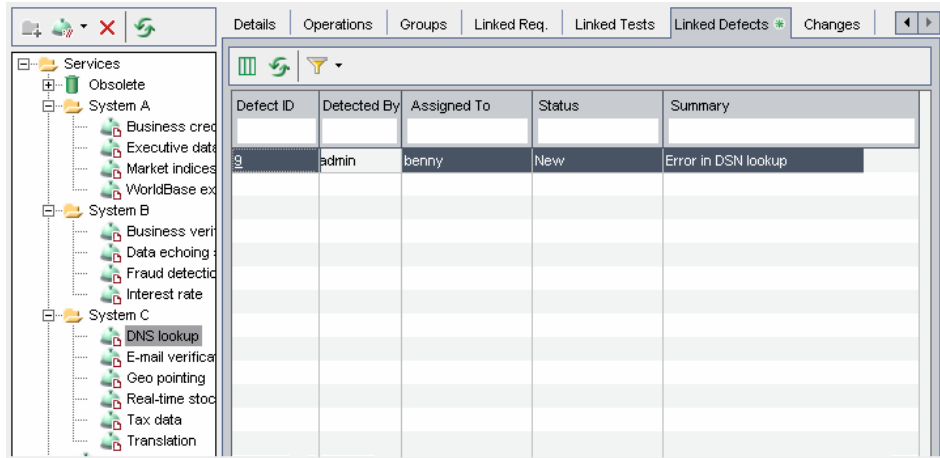 Details Operations Groups Linked Req. Linked Tests Linked Defects Changes
Services
Obsolete
System A
Business cred
Executive data
Market indices
WorldBase ex
System B
Business verif
Data echoing
Fraud detectio
Interest rate
System C
DNS lookup
E-mail verifica
Geo pointing
Real-time stoc
Tax data
Translation
Defect ID Detected By Assigned To Status Summary
9 admin benny New Error in DSN lookup